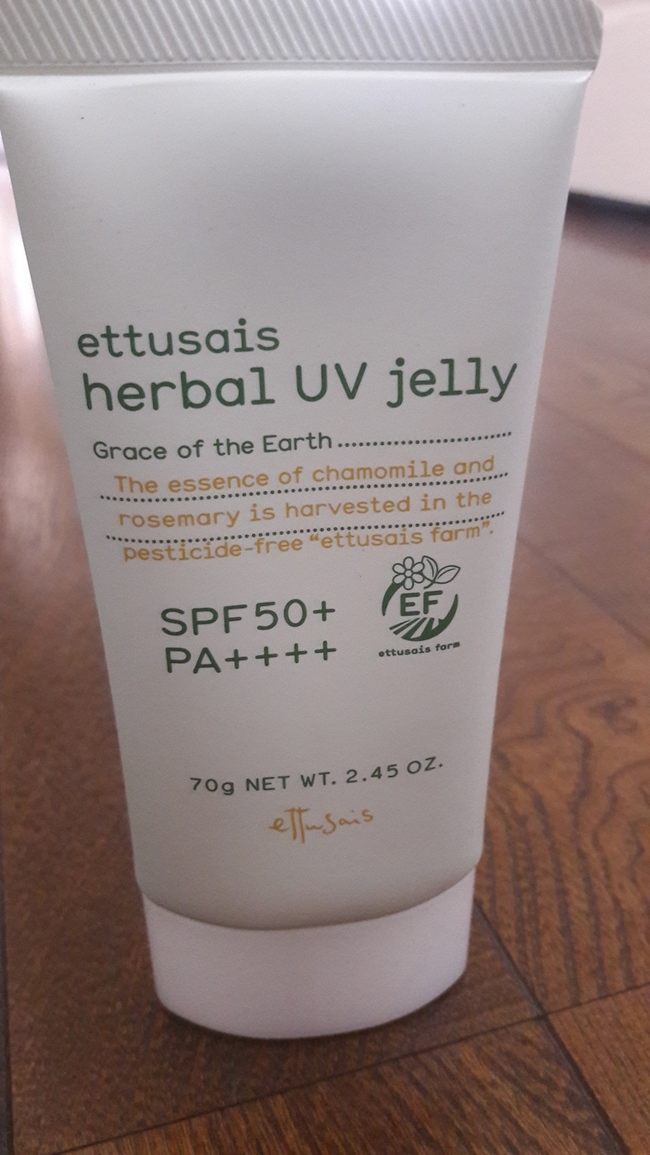 ettusais
herbal UV jelly
Grace of the Earth
The essence of chamomile and
rosemary is harvested in the
pesticide-free “ettusais farm”.
SPF50+
PA++++
EF
ettusais farm
70g NET WT. 2.45 OZ.
ettusais